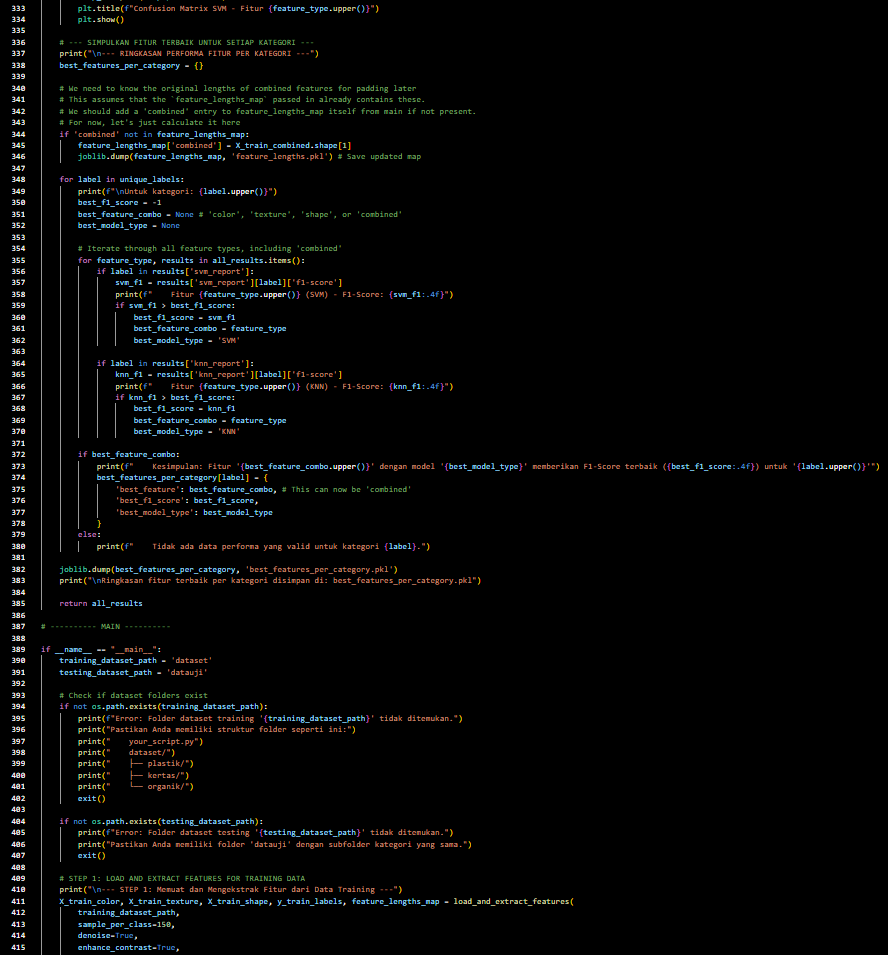 333 plt.title(f"Confusion Matrix SVM - Fitur {feature_type.upper()}")
334 plt.show()
335
336 # --- SIMPULKAN FITUR TERBAIK UNTUK SETIAP KATEGORI ---
337 print("\n--- RINGKASAN PERFORMA FITUR PER KATEGORI ---")
338 best_features_per_category = {}
339
340 # We need to know the original lengths of combined features for padding later
341 # This assumes that the `feature_lengths_map` passed in already contains these.
342 # We should add a 'combined' entry to feature_lengths_map itself from main if not present.
343 # For now, let's just calculate it here
344 if 'combined' not in feature_lengths_map:
345 feature_lengths_map['combined'] = X_train_combined.shape[1]
346 joblib.dump(feature_lengths_map, 'feature_lengths.pkl') # Save updated map
347
348 for label in unique_labels:
349 print(f"\nUntuk kategori: {label.upper()}")
350 best_f1_score = -1
351 best_feature_combo = None # 'color', 'texture', 'shape', or 'combined'
352 best_model_type = None
353
354 # Iterate through all feature types, including 'combined'
355 for feature_type, results in all_results.items():
356 if label in results['svm_report']:
357 svm_f1 = results['svm_report'][label]['f1-score']
358 print(f"    Fitur {feature_type.upper()} (SVM) - F1-Score: {svm_f1:.4f}")
359 if svm_f1 > best_f1_score:
360 best_f1_score = svm_f1
361 best_feature_combo = feature_type
362 best_model_type = 'SVM'
363
364 if label in results['knn_report']:
365 knn_f1 = results['knn_report'][label]['f1-score']
366 print(f"    Fitur {feature_type.upper()} (KNN) - F1-Score: {knn_f1:.4f}")
367 if knn_f1 > best_f1_score:
368 best_f1_score = knn_f1
369 best_feature_combo = feature_type
370 best_model_type = 'KNN'
371
372 if best_feature_combo:
373 print(f"    Kesimpulan: Fitur '{best_feature_combo.upper()}' dengan model '{best_model_type}' memberikan F1-Score terbaik ({best_f1_score:.4f}) untuk '{label.upper()}'")
374 best_features_per_category[label] = {
375 'best_feature': best_feature_combo, # This can now be 'combined'
376 'best_f1_score': best_f1_score,
377 'best_model_type': best_model_type
378 }
379 else:
380 print(f"    Tidak ada data performa yang valid untuk kategori {label}.")
381
382 joblib.dump(best_features_per_category, 'best_features_per_category.pkl')
383 print("\nRingkasan fitur terbaik per kategori disimpan di: best_features_per_category.pkl")
384
385 return all_results
386
387 # ---------- MAIN ----------
388
389 if __name__ == "__main__":
390 training_dataset_path = 'dataset'
391 testing_dataset_path = 'datauji'
392
393 # Check if dataset folders exist
394 if not os.path.exists(training_dataset_path):
395 print(f"Error: Folder dataset training '{training_dataset_path}' tidak ditemukan.")
396 print("Pastikan Anda memiliki struktur folder seperti ini:")
397 print("    your_script.py")
398 print("    dataset/")
399 print("    ├── plastik/")
400 print("    ├── kertas/")
401 print("    └── organik/")
402 exit()
403
404 if not os.path.exists(testing_dataset_path):
405 print(f"Error: Folder dataset testing '{testing_dataset_path}' tidak ditemukan.")
406 print("Pastikan Anda memiliki folder 'datauji' dengan subfolder kategori yang sama.")
407 exit()
408
409 # STEP 1: LOAD AND EXTRACT FEATURES FOR TRAINING DATA
410 print("\n--- STEP 1: Memuat dan Mengekstrak Fitur dari Data Training ---")
411 X_train_color, X_train_texture, X_train_shape, y_train_labels, feature_lengths_map = load_and_extract_features(
412 training_dataset_path,
413 sample_per_class=150,
414 denoise=True,
415 enhance_contrast=True,